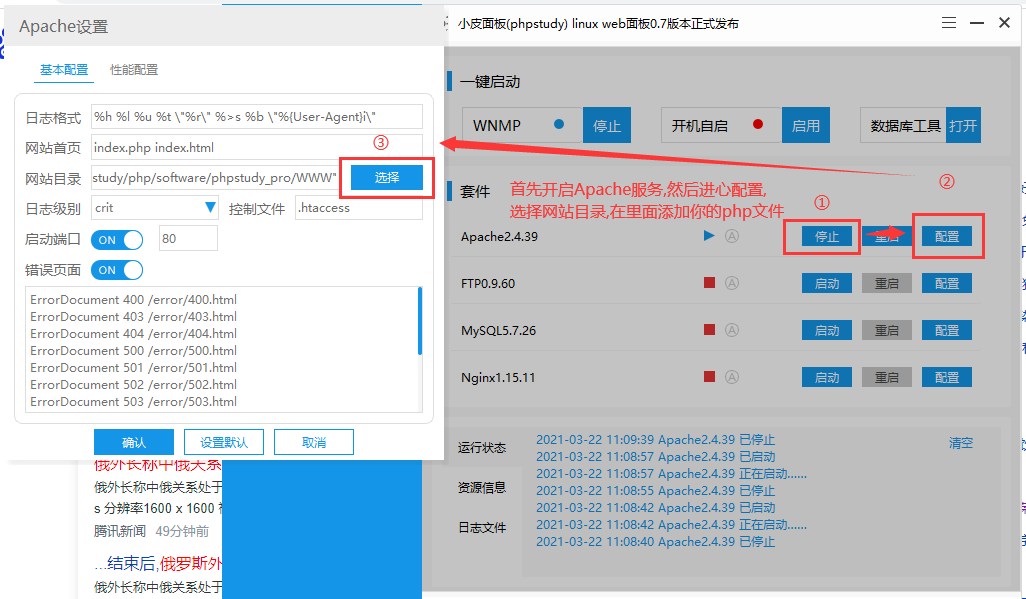 Apache设置
基本配置 性能配置
日志格式 %h %l %u %t \"%r\" %>s %b \"%{User-Agent}i\"
网站首页 index.php index.html
③
网站目录 study/php/software/phpstudy_pro/WWW" 选择
日志级别 crit 控制文件 .htaccess
启动端口 ON 80
错误页面 ON
ErrorDocument 400 /error/400.html
ErrorDocument 403 /error/403.html
ErrorDocument 404 /error/404.html
ErrorDocument 500 /error/500.html
ErrorDocument 501 /error/501.html
ErrorDocument 502 /error/502.html
ErrorDocument 503 /error/503.html
确认 设置默认 取消
俄外长称中俄关系
俄外长称中俄关系处于
s 分辨率1600 x 1600
腾讯新闻 49分钟前
...结束后,俄罗斯外
俄外长称中俄关系处于
小皮面板(phpstudy) linux web面板0.7版本正式发布
一键启动
WNMP 停止 开机自启 启用 数据库工具 打开
套件
首先开启Apache服务,然后进心配置,
选择网站目录,在里面添加你的php文件
① ②
Apache2.4.39 A 停止 重启 配置
FTP0.9.60 A 启动 重启 配置
MySQL5.7.26 A 启动 重启 配置
Nginx1.15.11 A 启动 重启 配置
运行状态
资源信息
日志文件
2021-03-22 11:09:39 Apache2.4.39 已停止
2021-03-22 11:08:57 Apache2.4.39 已启动
2021-03-22 11:08:57 Apache2.4.39 正在启动......
2021-03-22 11:08:55 Apache2.4.39 已停止
2021-03-22 11:08:42 Apache2.4.39 已启动
2021-03-22 11:08:42 Apache2.4.39 正在启动......
2021-03-22 11:08:40 Apache2.4.39 已停止
清空